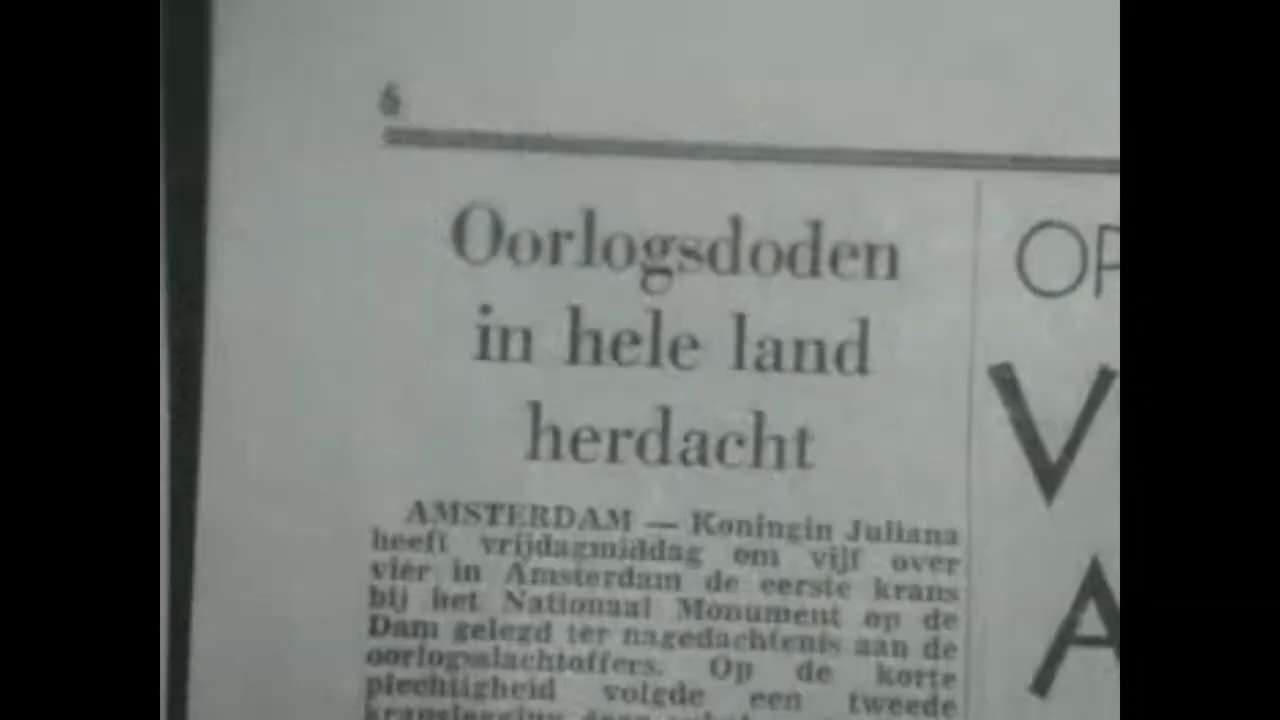 6
Oorlogsdoden
in hele land
herdacht
AMSTERDAM — Koningin Juliana
heeft vrijdagmiddag om vijf over
vier in Amsterdam de eerste krans
bij het Nationaal Monument op de
Dam gelegd ter nagedachtenis aan de
oorlogsslachtoffers. Op de korte
plechtigheid volgde een tweede
kranslegging door
OP
V
A